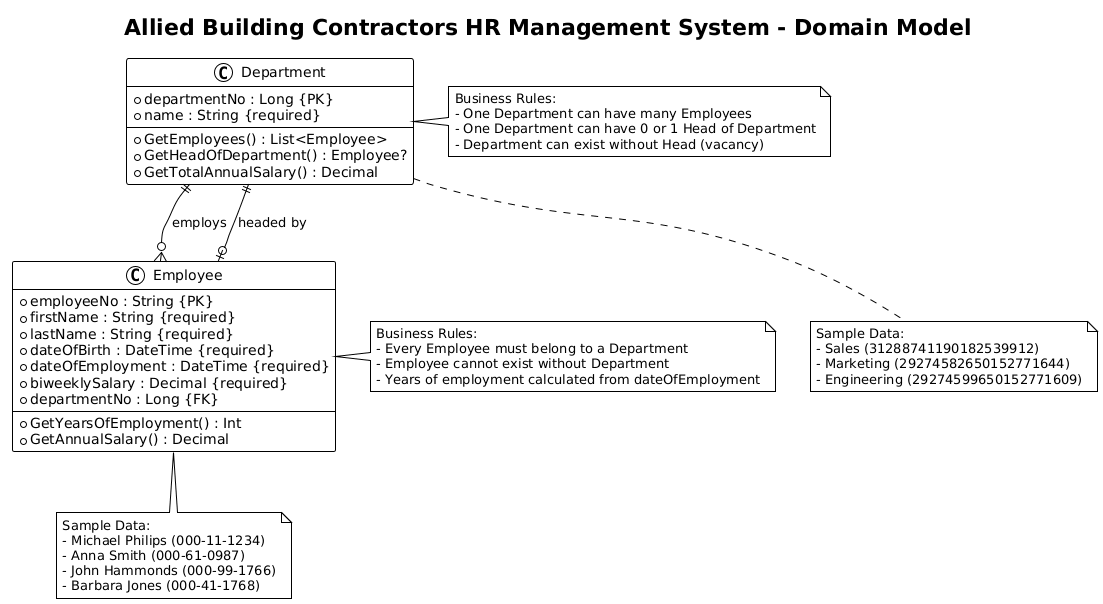 Allied Building Contractors HR Management System - Domain Model
C Department
departmentNo : Long {PK}
name : String {required}
GetEmployees() : List<Employee>
GetHeadOfDepartment() : Employee?
GetTotalAnnualSalary() : Decimal
Business Rules:
- One Department can have many Employees
- One Department can have 0 or 1 Head of Department
- Department can exist without Head (vacancy)
employs
headed by
C Employee
employeeNo : String {PK}
firstName : String {required}
lastName : String {required}
dateOfBirth : DateTime {required}
dateOfEmployment : DateTime {required}
biweeklySalary : Decimal {required}
departmentNo : Long {FK}
GetYearsOfEmployment() : Int
GetAnnualSalary() : Decimal
Business Rules:
- Every Employee must belong to a Department
- Employee cannot exist without Department
- Years of employment calculated from dateOfEmployment
Sample Data:
- Sales (31288741190182539912)
- Marketing (29274582650152771644)
- Engineering (29274599650152771609)
Sample Data:
- Michael Philips (000-11-1234)
- Anna Smith (000-61-0987)
- John Hammonds (000-99-1766)
- Barbara Jones (000-41-1768)